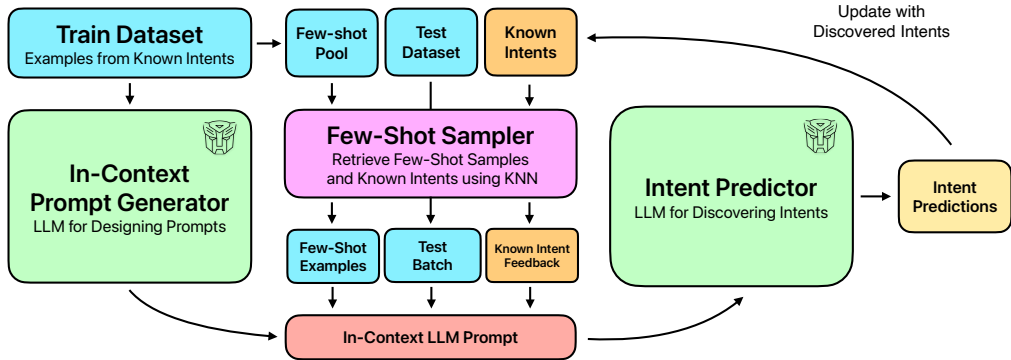 Train Dataset
Examples from Known Intents
Few-shot
Pool
Test
Dataset
Known
Intents
Update with
Discovered Intents
In-Context
Prompt Generator
LLM for Designing Prompts
Few-Shot Sampler
Retrieve Few-Shot Samples
and Known Intents using KNN
Intent Predictor
LLM for Discovering Intents
Intent
Predictions
Few-Shot
Examples
Test
Batch
Known Intent
Feedback
In-Context LLM Prompt